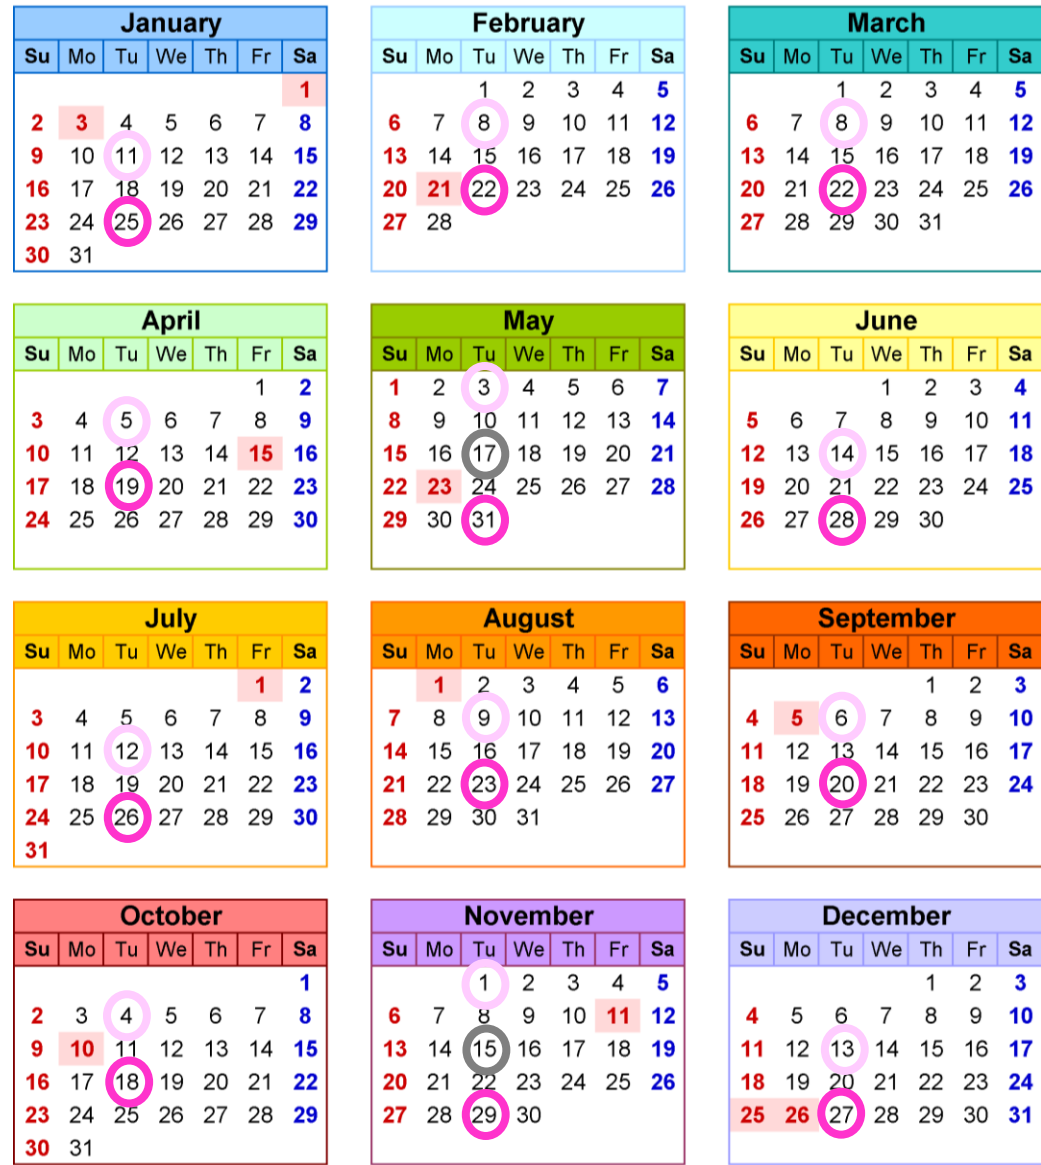 January
Su Mo Tu We Th Fr Sa
1
2 3 4 5 6 7 8
9 10 11 12 13 14 15
16 17 18 19 20 21 22
23 24 25 26 27 28 29
30 31
February
Su Mo Tu We Th Fr Sa
1 2 3 4 5
6 7 8 9 10 11 12
13 14 15 16 17 18 19
20 21 22 23 24 25 26
27 28
March
Su Mo Tu We Th Fr Sa
1 2 3 4 5
6 7 8 9 10 11 12
13 14 15 16 17 18 19
20 21 22 23 24 25 26
27 28 29 30 31
April
Su Mo Tu We Th Fr Sa
1 2
3 4 5 6 7 8 9
10 11 12 13 14 15 16
17 18 19 20 21 22 23
24 25 26 27 28 29 30
May
Su Mo Tu We Th Fr Sa
1 2 3 4 5 6 7
8 9 10 11 12 13 14
15 16 17 18 19 20 21
22 23 24 25 26 27 28
29 30 31
June
Su Mo Tu We Th Fr Sa
1 2 3 4
5 6 7 8 9 10 11
12 13 14 15 16 17 18
19 20 21 22 23 24 25
26 27 28 29 30
July
Su Mo Tu We Th Fr Sa
1 2
3 4 5 6 7 8 9
10 11 12 13 14 15 16
17 18 19 20 21 22 23
24 25 26 27 28 29 30
31
August
Su Mo Tu We Th Fr Sa
1 2 3 4 5 6
7 8 9 10 11 12 13
14 15 16 17 18 19 20
21 22 23 24 25 26 27
28 29 30 31
September
Su Mo Tu We Th Fr Sa
1 2 3
4 5 6 7 8 9 10
11 12 13 14 15 16 17
18 19 20 21 22 23 24
25 26 27 28 29 30
October
Su Mo Tu We Th Fr Sa
1
2 3 4 5 6 7 8
9 10 11 12 13 14 15
16 17 18 19 20 21 22
23 24 25 26 27 28 29
30 31
November
Su Mo Tu We Th Fr Sa
1 2 3 4 5
6 7 8 9 10 11 12
13 14 15 16 17 18 19
20 21 22 23 24 25 26
27 28 29 30
December
Su Mo Tu We Th Fr Sa
1 2 3
4 5 6 7 8 9 10
11 12 13 14 15 16 17
18 19 20 21 22 23 24
25 26 27 28 29 30 31